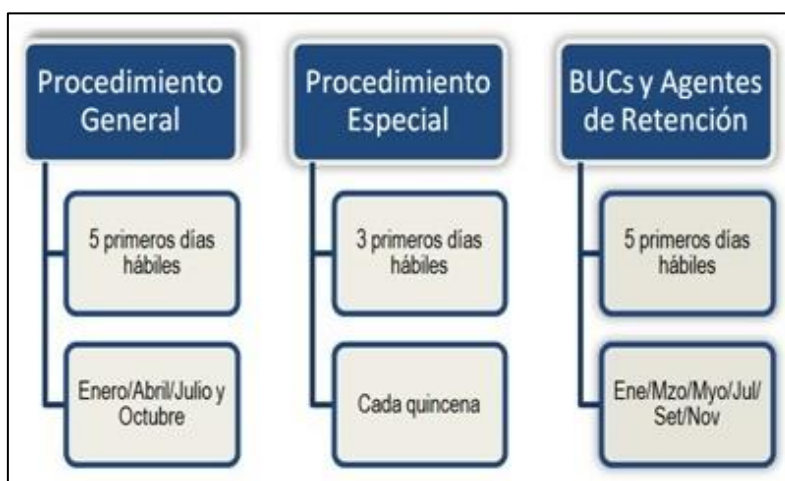 Procedimiento
General
5 primeros días
hábiles
Enero/Abril/Julio y
Octubre
Procedimiento
Especial
3 primeros días
hábiles
Cada quincena
BUCs y Agentes
de Retención
5 primeros días
hábiles
Ene/Mzo/Myo/Jul/
Set/Nov